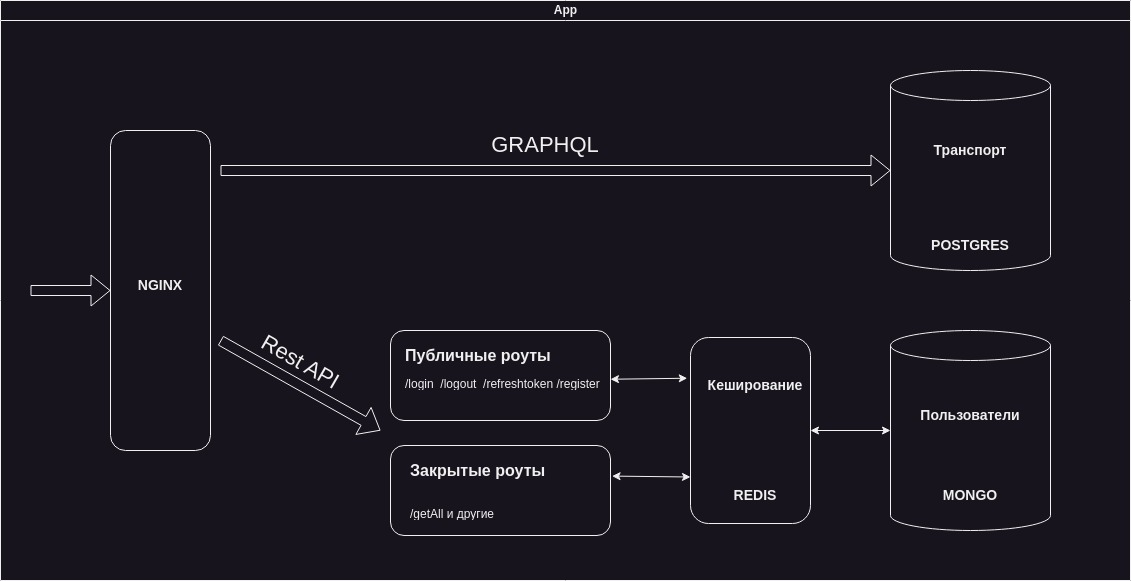 App
GRAPHQL
Транспорт
POSTGRES
NGINX
Rest API
Публичные роуты
/login /logout /refreshtoken /register
Закрытые роуты
/getAll и другие
Кеширование
REDIS
Пользователи
MONGO